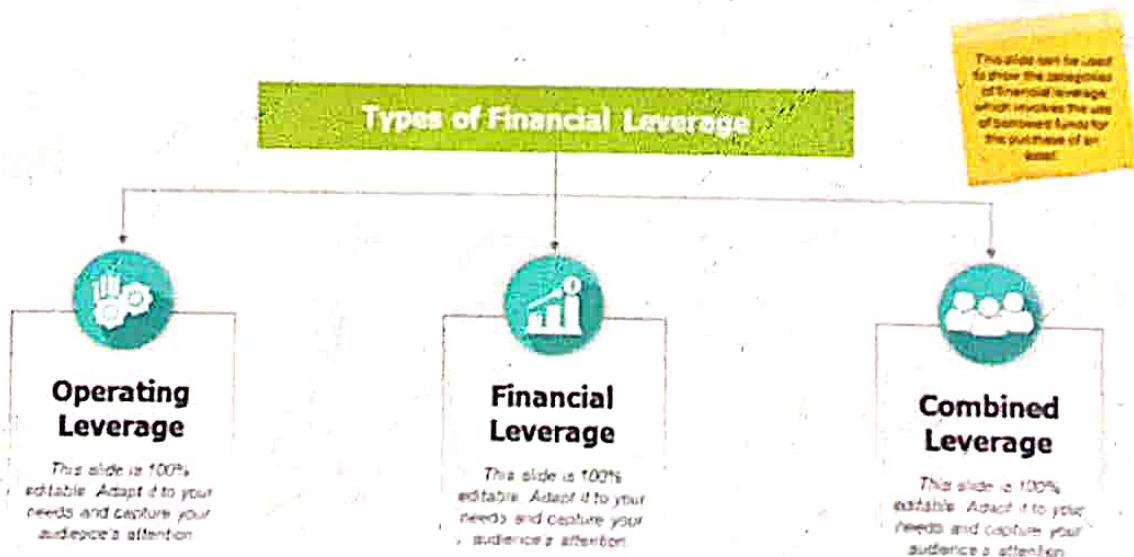 Types of Financial Leverage
This slide can be used
to show the categories
of financial leverage
which involves the use
of borrowed funds for
the purchase of an
asset.
Operating
Leverage
This slide is 100%
editable. Adapt it to your
needs and capture your
audience's attention.
Financial
Leverage
This slide is 100%
editable. Adapt it to your
needs and capture your
audience's attention.
Combined
Leverage
This slide is 100%
editable. Adapt it to your
needs and capture your
audience's attention.